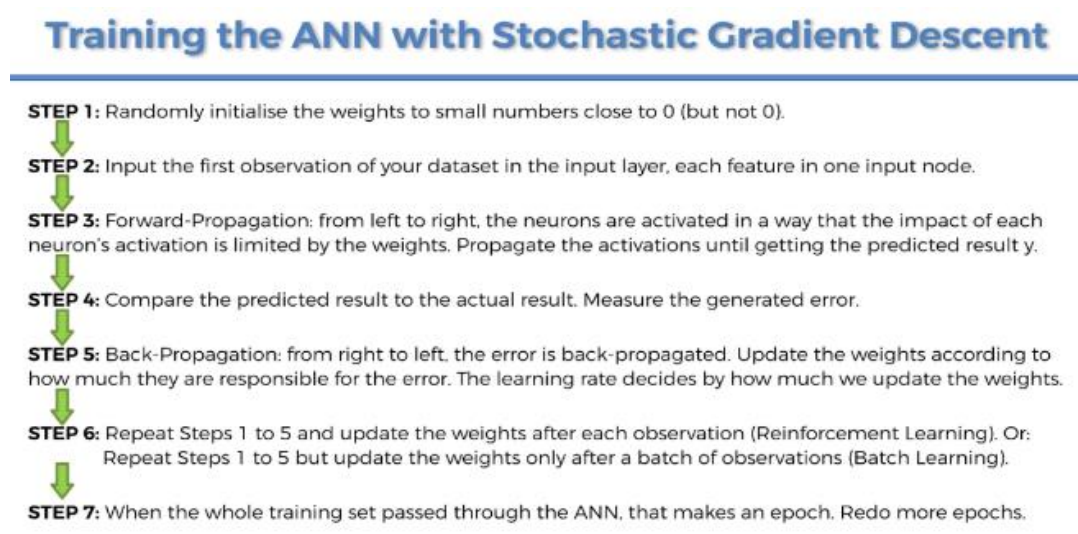 Training the ANN with Stochastic Gradient Descent
STEP 1: Randomly initialise the weights to small numbers close to 0 (but not 0).
STEP 2: Input the first observation of your dataset in the input layer, each feature in one input node.
STEP 3: Forward-Propagation: from left to right, the neurons are activated in a way that the impact of each
neuron's activation is limited by the weights. Propagate the activations until getting the predicted result y.
STEP 4: Compare the predicted result to the actual result. Measure the generated error.
STEP 5: Back-Propagation: from right to left, the error is back-propagated. Update the weights according to
how much they are responsible for the error. The learning rate decides by how much we update the weights.
STEP 6: Repeat Steps 1 to 5 and update the weights after each observation (Reinforcement Learning). Or:
Repeat Steps 1 to 5 but update the weights only after a batch of observations (Batch Learning).
STEP 7: When the whole training set passed through the ANN, that makes an epoch. Redo more epochs.